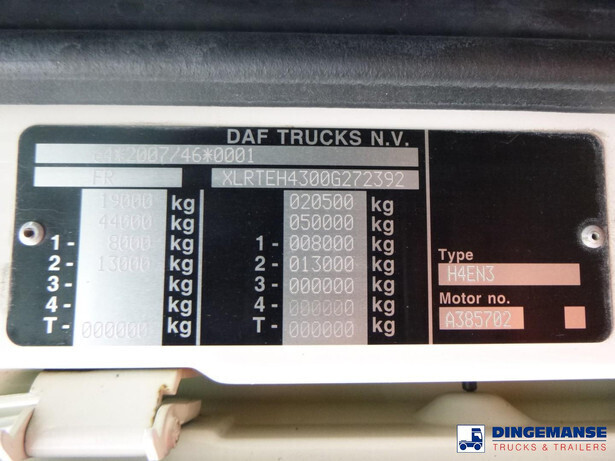 DAF TRUCKS N.V.
2007/46*0001
FR XLRTEH4300G272392
19000 kg 020500 kg
44000 kg 050000 kg
1- 8000 kg 1- 008000 kg
2- 13000 kg 2- 013000 kg
3- kg 3- 000000 kg
4- kg 4- 000000 kg
T- 000000 kg T- 000000 kg
Type
H4EN3
Motor no.
A385702
DINGEMANSE
TRUCKS & TRAILERS